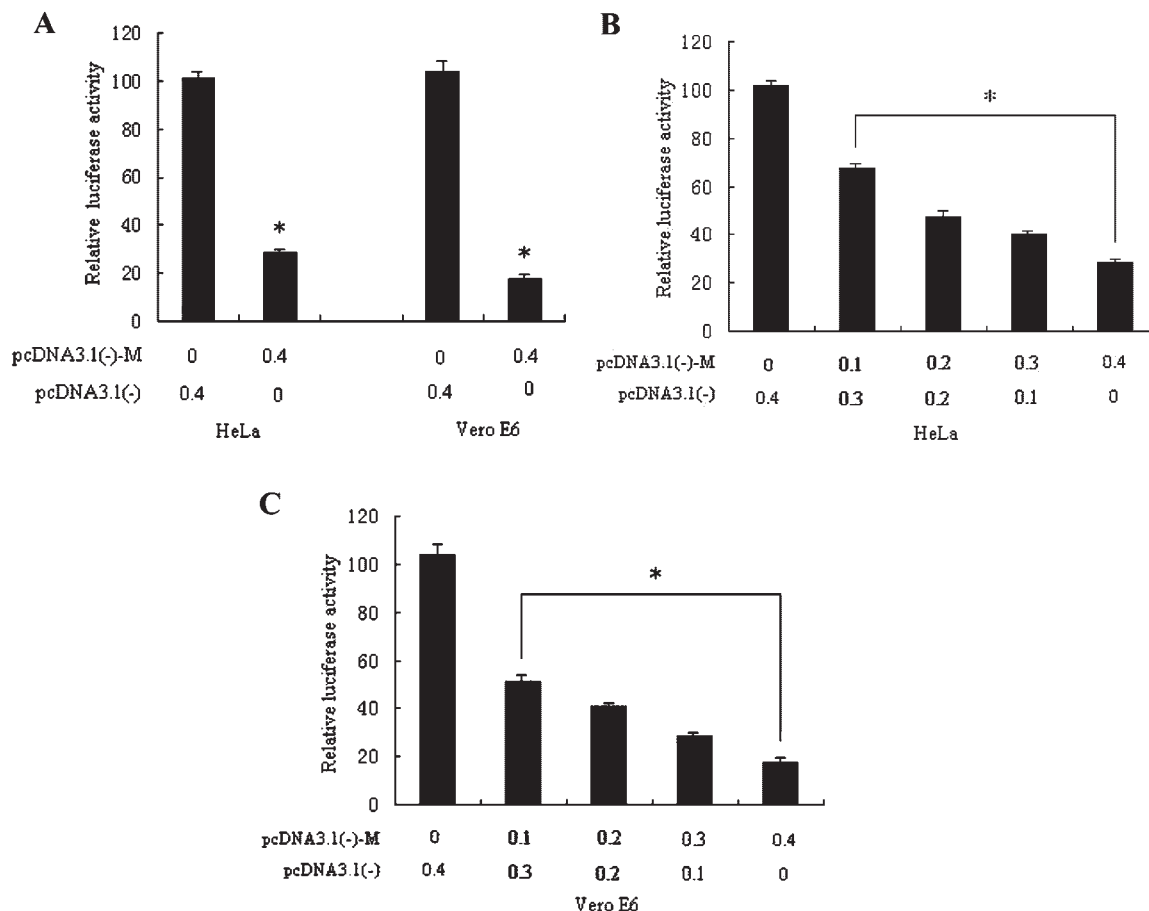 A
Relative luciferase activity
120
100
80
60
40
20
0
*
*
pcDNA3.1(-)-M 0 0.4 0 0.4
pcDNA3.1(-) 0.4 0 0.4 0
HeLa Vero E6
B
Relative luciferase activity
120
100
80
60
40
20
0
*
pcDNA3.1(-)-M 0 0.1 0.2 0.3 0.4
pcDNA3.1(-) 0.4 0.3 0.2 0.1 0
HeLa
C
Relative luciferase activity
120
100
80
60
40
20
0
*
pcDNA3.1(-)-M 0 0.1 0.2 0.3 0.4
pcDNA3.1(-) 0.4 0.3 0.2 0.1 0
Vero E6